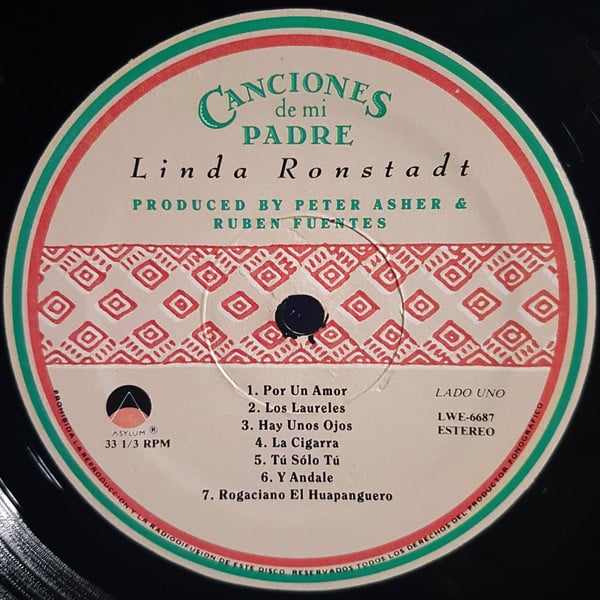 CANCIONES
de mi
PADRE
Linda Ronstadt
PRODUCED BY PETER ASHER &
RUBEN FUENTES
1. Por Un Amor
2. Los Laureles
3. Hay Unos Ojos
4. La Cigarra
5. Tú Sólo Tú
6. Y Andale
7. Rogaciano El Huapanguero
ASYLUM ®
33 1/3 RPM
LADO UNO
LWE-6687
ESTEREO
PROHIBIDA LA REPRODUCCION Y LA RADIODIFUSION DE ESTE DISCO. RESERVADOS TODOS LOS DERECHOS DEL PRODUCTOR FONOGRAFICO